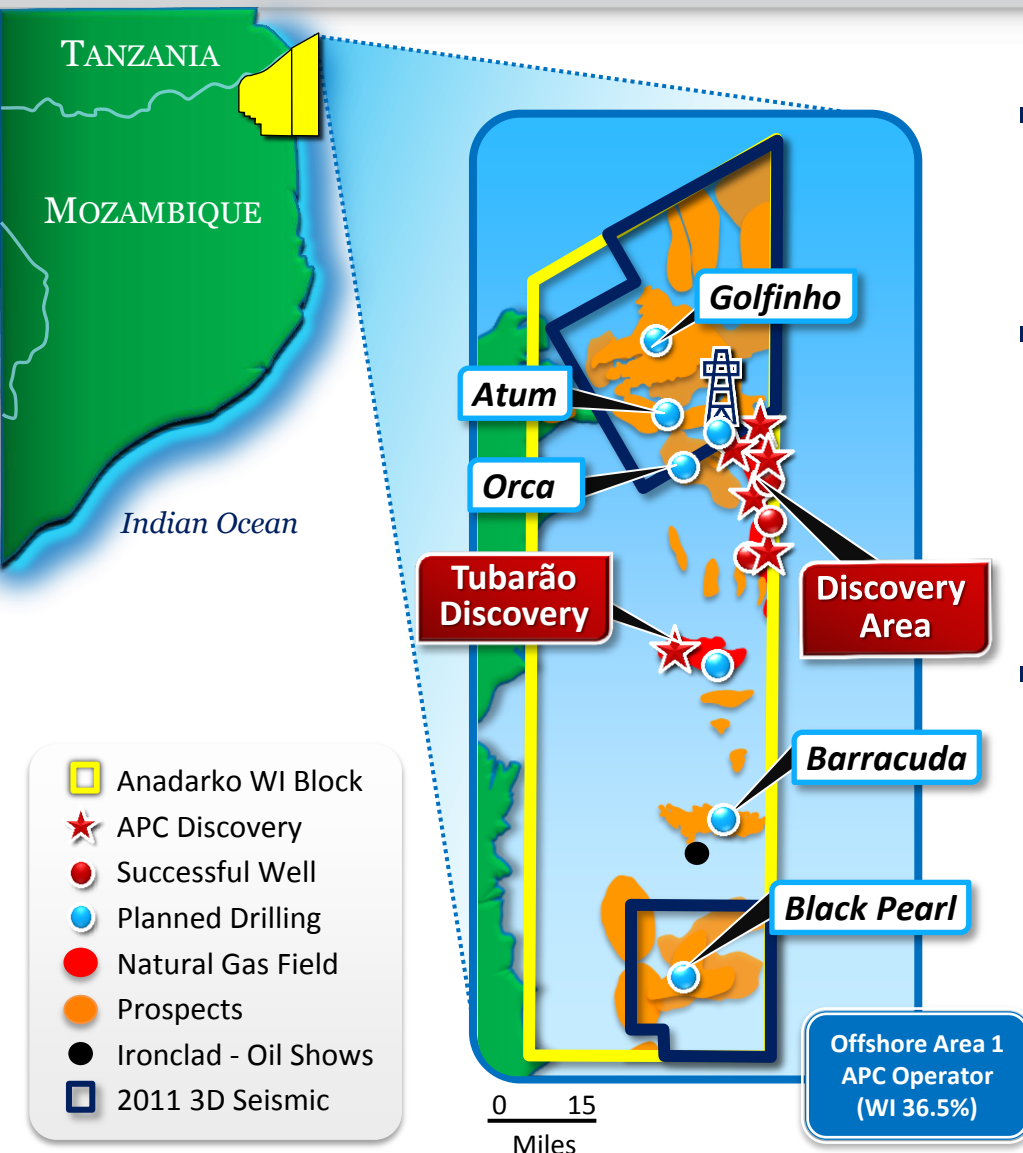 TANZANIA
MOZAMBIQUE
Indian Ocean
Golfinho
Atum
Orca
Tubarão
Discovery
Discovery
Area
Barracuda
Black Pearl
Anadarko WI Block
APC Discovery
Successful Well
Planned Drilling
Natural Gas Field
Prospects
Ironclad - Oil Shows
2011 3D Seismic
0 15
Miles
Offshore Area 1
APC Operator
(WI 36.5%)